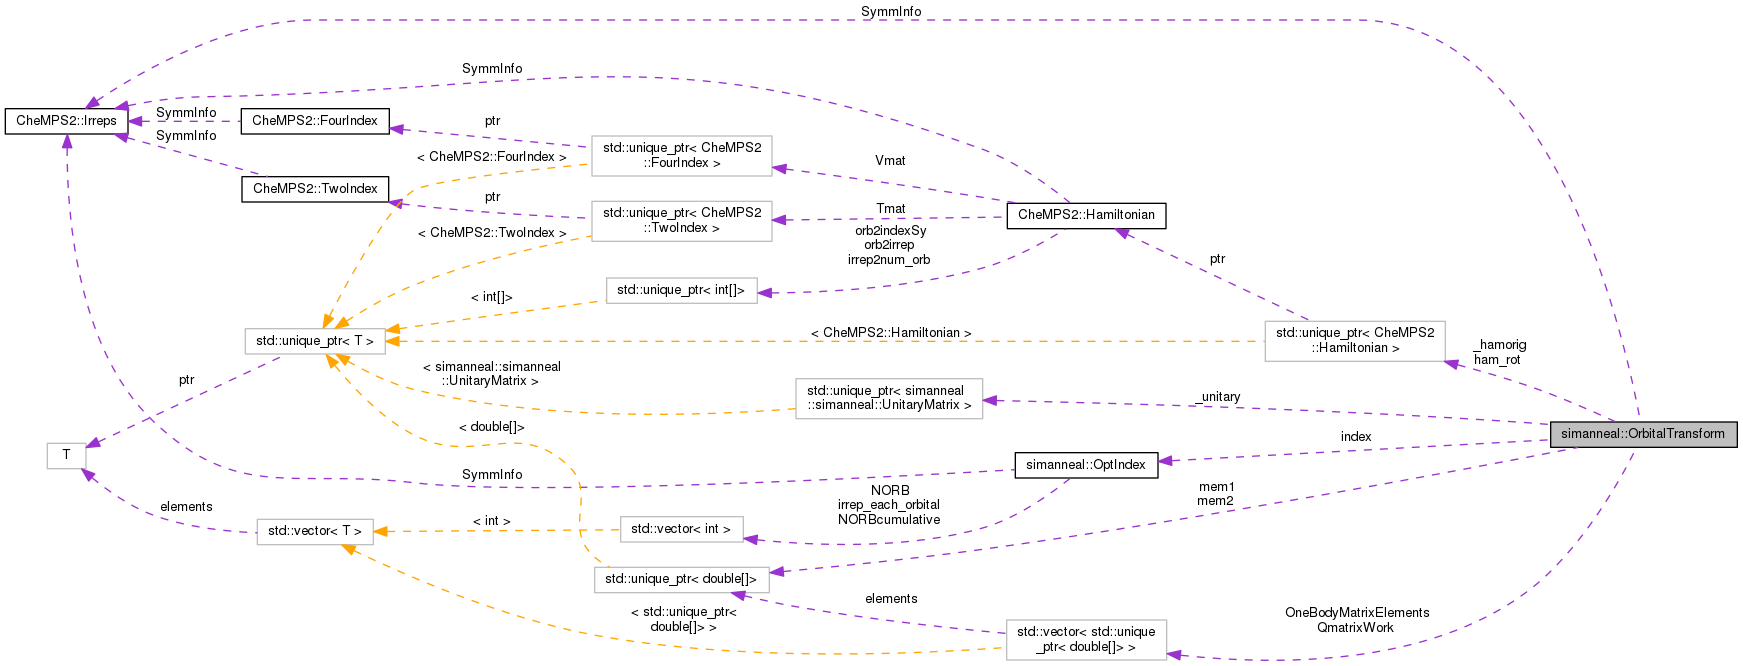 SymmInfo
SymmInfo
CheMPS2::Irreps
SymmInfo
CheMPS2::FourIndex
ptr
SymmInfo
std::unique_ptr< CheMPS2
::FourIndex >
< CheMPS2::FourIndex >
Vmat
CheMPS2::TwoIndex
ptr
std::unique_ptr< CheMPS2
::TwoIndex >
Tmat
CheMPS2::Hamiltonian
< CheMPS2::TwoIndex >
orb2indexSy
orb2irrep
irrep2num_orb
ptr
< int[]>
std::unique_ptr< int[]>
std::unique_ptr< T >
< CheMPS2::Hamiltonian >
std::unique_ptr< CheMPS2
::Hamiltonian >
_hamorig
ham_rot
ptr
< simanneal::simanneal
::UnitaryMatrix >
std::unique_ptr< simanneal
::simanneal::UnitaryMatrix >
_unitary
< double[]>
simanneal::OrbitalTransform
index
T
SymmInfo
simanneal::OptIndex
mem1
mem2
elements
NORB
irrep_each_orbital
NORBcumulative
std::vector< T >
< int >
std::vector< int >
std::unique_ptr< double[]>
elements
< std::unique_ptr<
double[]> >
std::vector< std::unique
_ptr< double[]> >
OneBodyMatrixElements
QmatrixWork